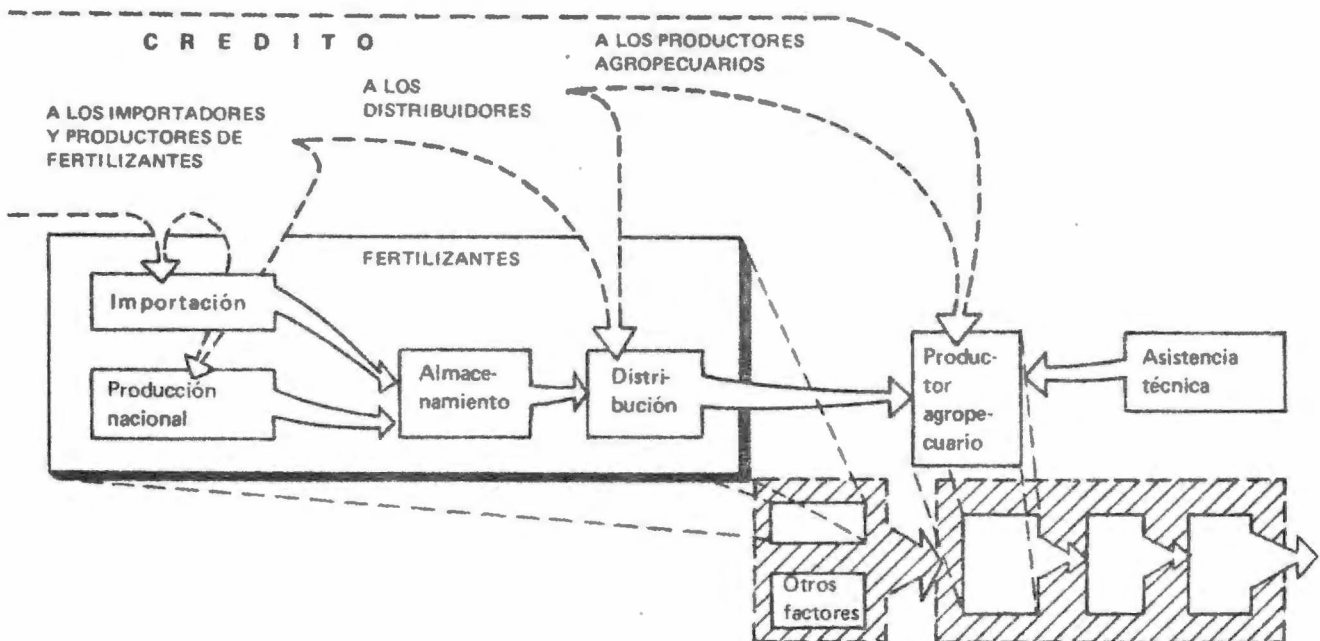 C R E D I T O
A LOS PRODUCTORES
AGROPECUARIOS
A LOS
DISTRIBUIDORES
A LOS IMPORTADORES
Y PRODUCTORES DE
FERTILIZANTES
FERTILIZANTES
Importación
Producción
nacional
Almace-
namiento
Distri-
bución
Produc-
tor
agrope-
cuario
Asistencia
técnica
Otros
factores